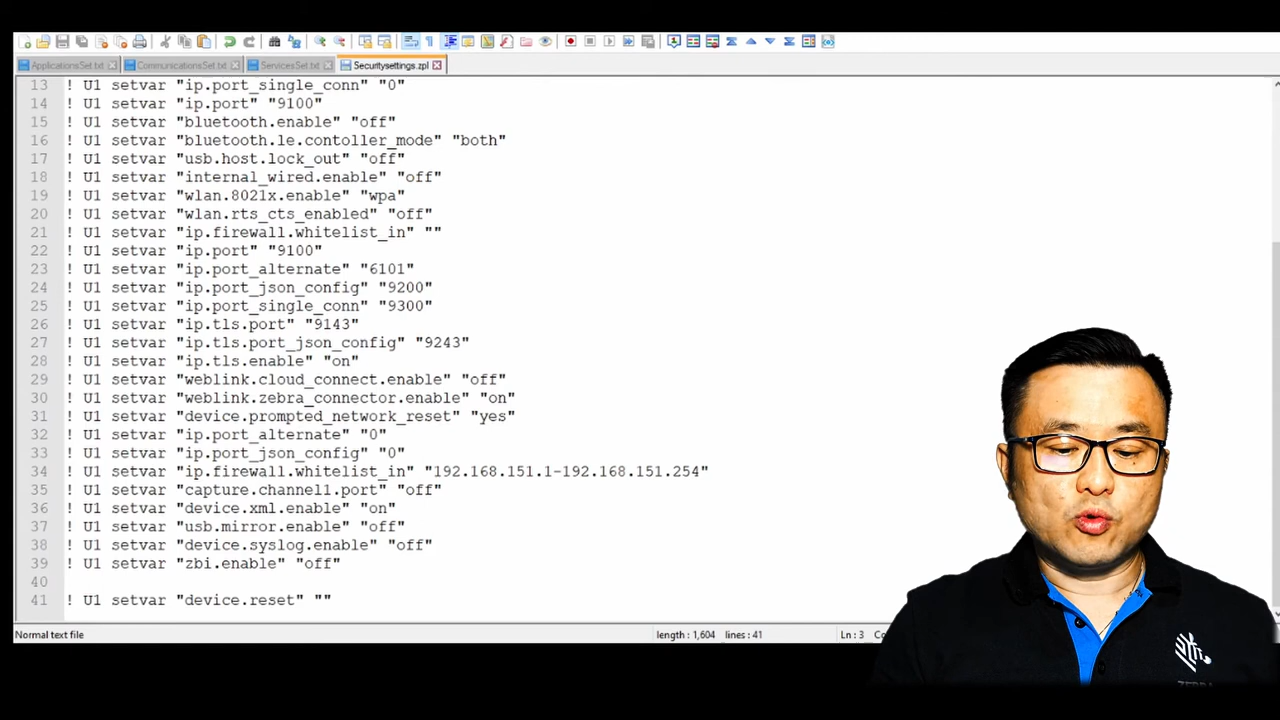 ApplicationsSet.txt CommunicationsSet.txt ServicesSet.txt Securitysettings.zpl
13 ! U1 setvar "ip.port_single_conn" "0"
14 ! U1 setvar "ip.port" "9100"
15 ! U1 setvar "bluetooth.enable" "off"
16 ! U1 setvar "bluetooth.le.contoller_mode" "both"
17 ! U1 setvar "usb.host.lock_out" "off"
18 ! U1 setvar "internal_wired.enable" "off"
19 ! U1 setvar "wlan.8021x.enable" "wpa"
20 ! U1 setvar "wlan.rts_cts_enabled" "off"
21 ! U1 setvar "ip.firewall.whitelist_in" ""
22 ! U1 setvar "ip.port" "9100"
23 ! U1 setvar "ip.port_alternate" "6101"
24 ! U1 setvar "ip.port_json_config" "9200"
25 ! U1 setvar "ip.port_single_conn" "9300"
26 ! U1 setvar "ip.tls.port" "9143"
27 ! U1 setvar "ip.tls.port_json_config" "9243"
28 ! U1 setvar "ip.tls.enable" "on"
29 ! U1 setvar "weblink.cloud_connect.enable" "off"
30 ! U1 setvar "weblink.zebra_connector.enable" "on"
31 ! U1 setvar "device.prompted_network_reset" "yes"
32 ! U1 setvar "ip.port_alternate" "0"
33 ! U1 setvar "ip.port_json_config" "0"
34 ! U1 setvar "ip.firewall.whitelist_in" "192.168.151.1-192.168.151.254"
35 ! U1 setvar "capture.channel1.port" "off"
36 ! U1 setvar "device.xml.enable" "on"
37 ! U1 setvar "usb.mirror.enable" "off"
38 ! U1 setvar "device.syslog.enable" "off"
39 ! U1 setvar "zbi.enable" "off"
40
41 ! U1 setvar "device.reset" ""
Normal text file length : 1,604 lines : 41 Ln : 3
ZEBRA